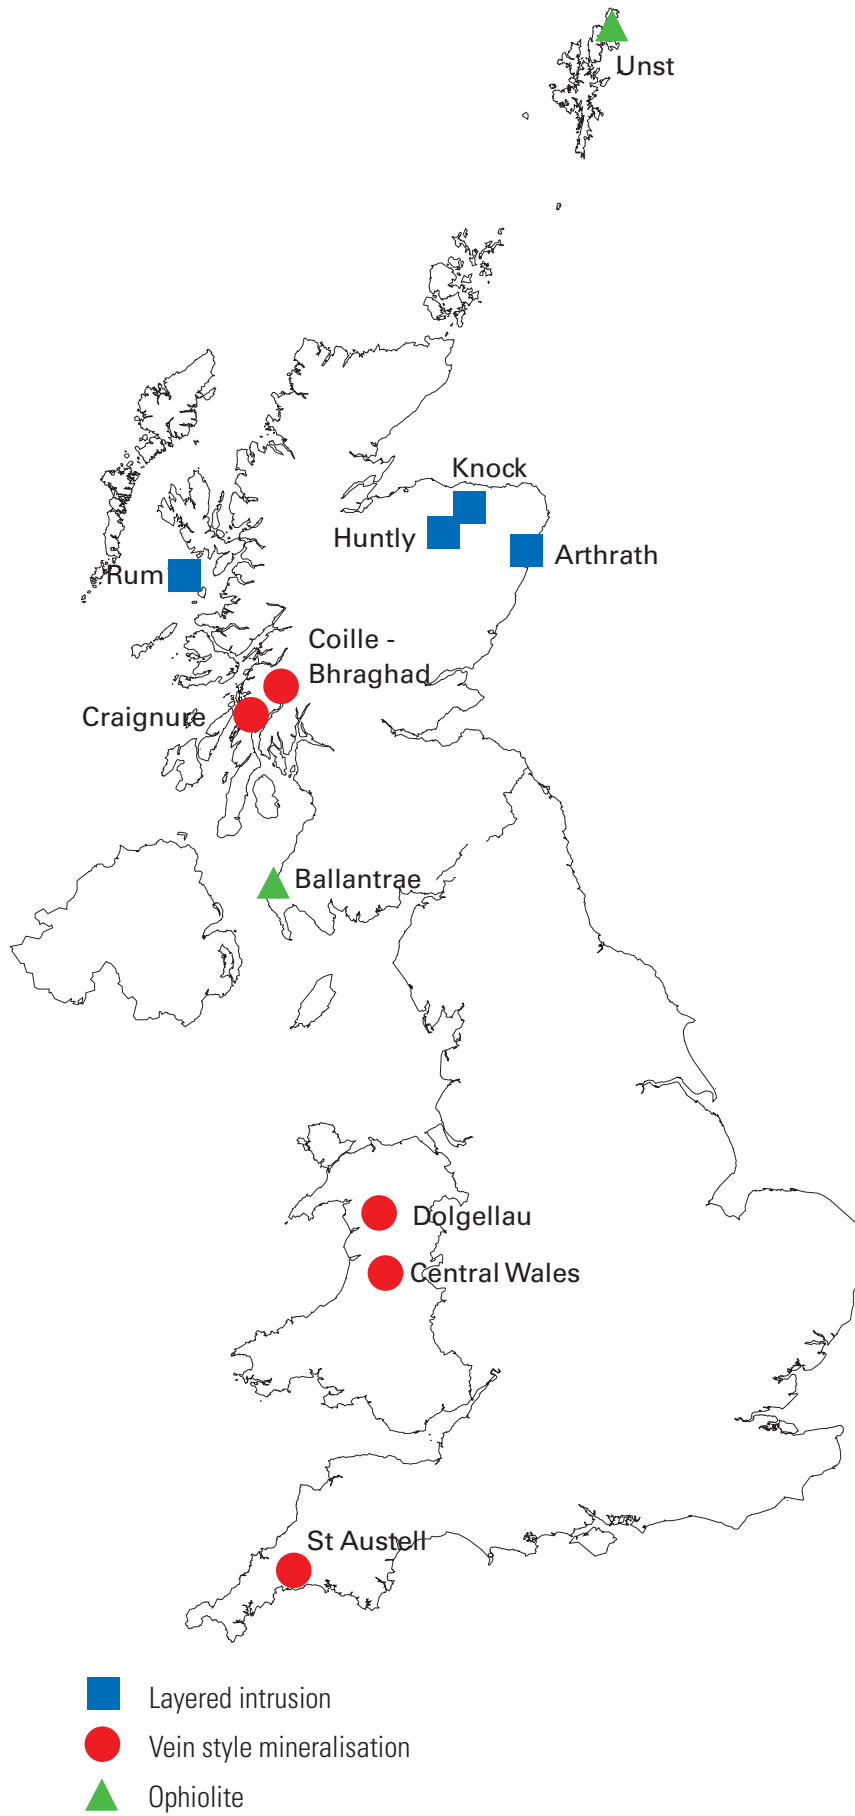 Unst
Knock
Huntly
Arthrath
Rum
Coille -
Bhraghad
Craignure
Ballantrae
Dolgellau
Central Wales
St Austell
Layered intrusion
Vein style mineralisation
Ophiolite